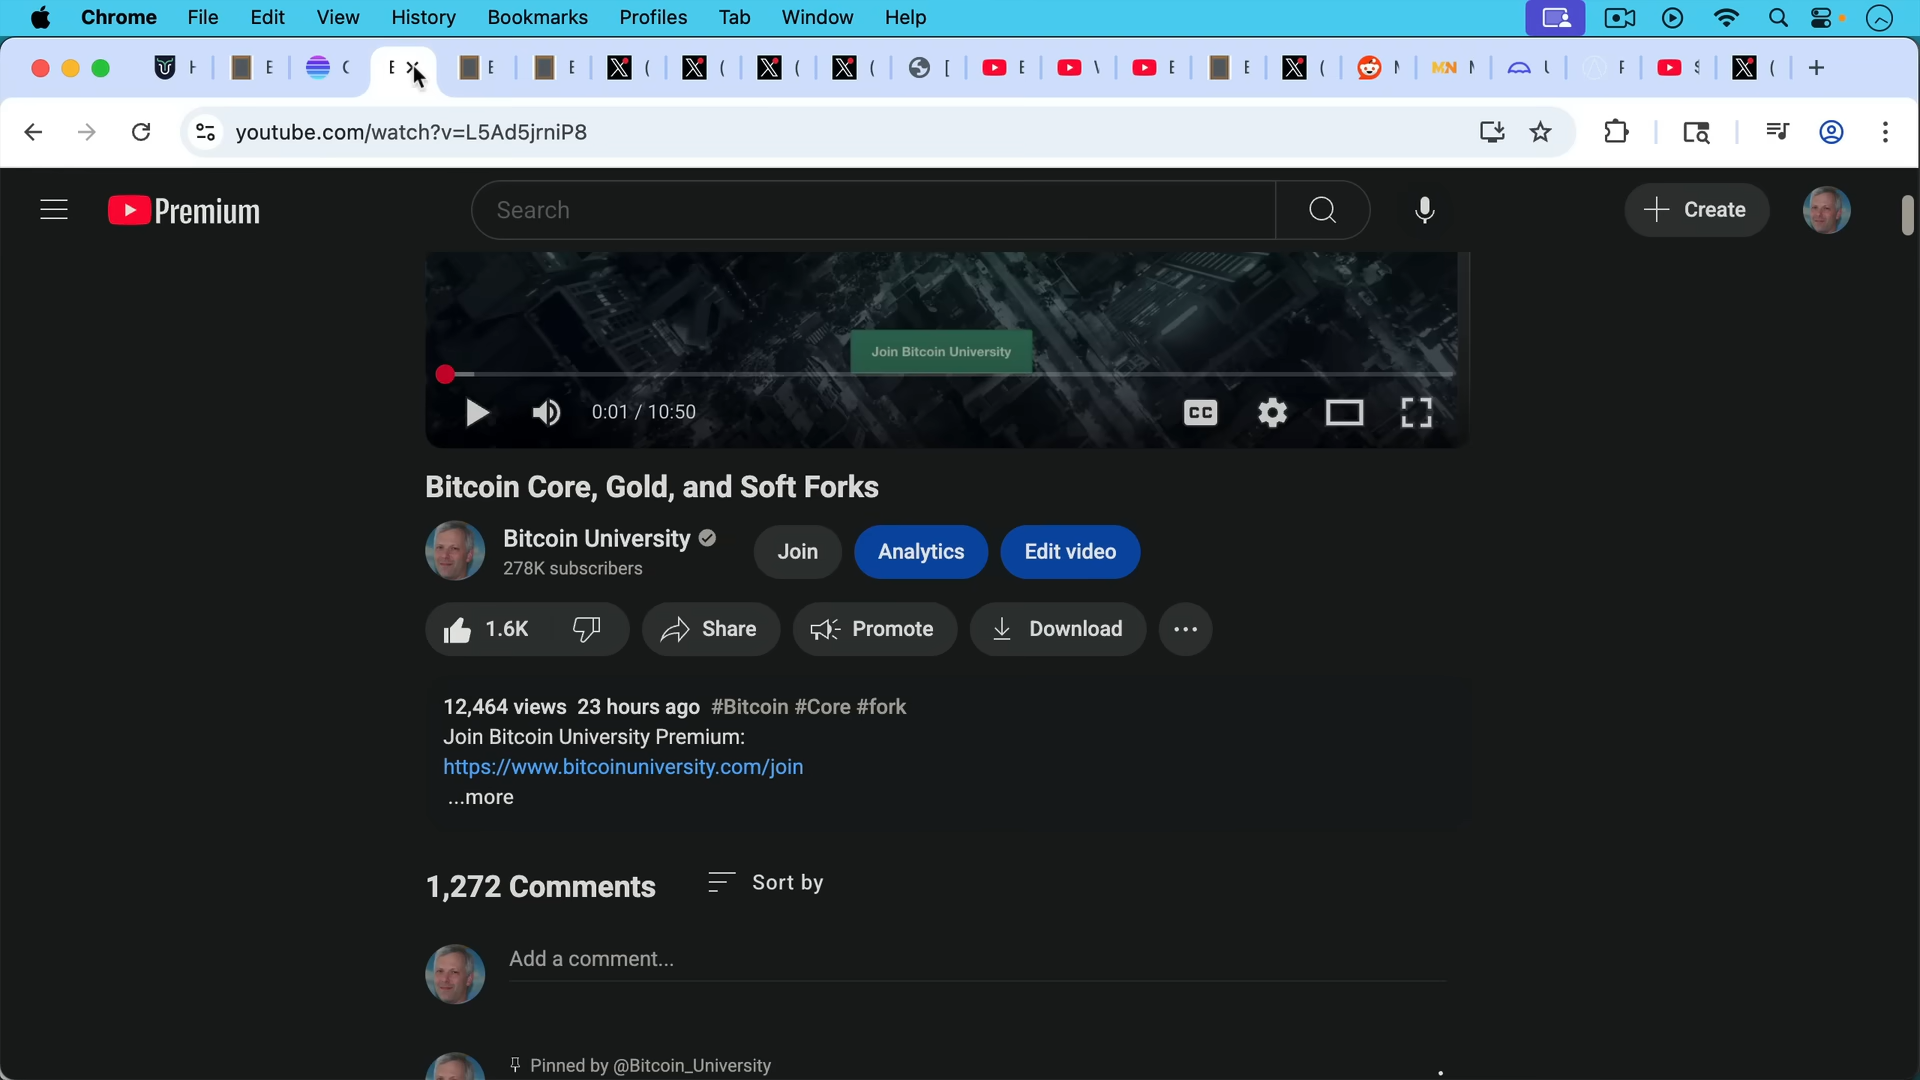 Chrome File Edit View History Bookmarks Profiles Tab Window Help
youtube.com/watch?v=L5Ad5jrniP8
Premium
Search
Create
Join Bitcoin University
0:01 / 10:50
CC
Bitcoin Core, Gold, and Soft Forks
Bitcoin University
278K subscribers
Join
Analytics
Edit video
1.6K
Share
Promote
Download
12,464 views 23 hours ago #Bitcoin #Core #fork
Join Bitcoin University Premium:
https://www.bitcoinuniversity.com/join
...more
1,272 Comments
Sort by
Add a comment...
Pinned by @Bitcoin_University